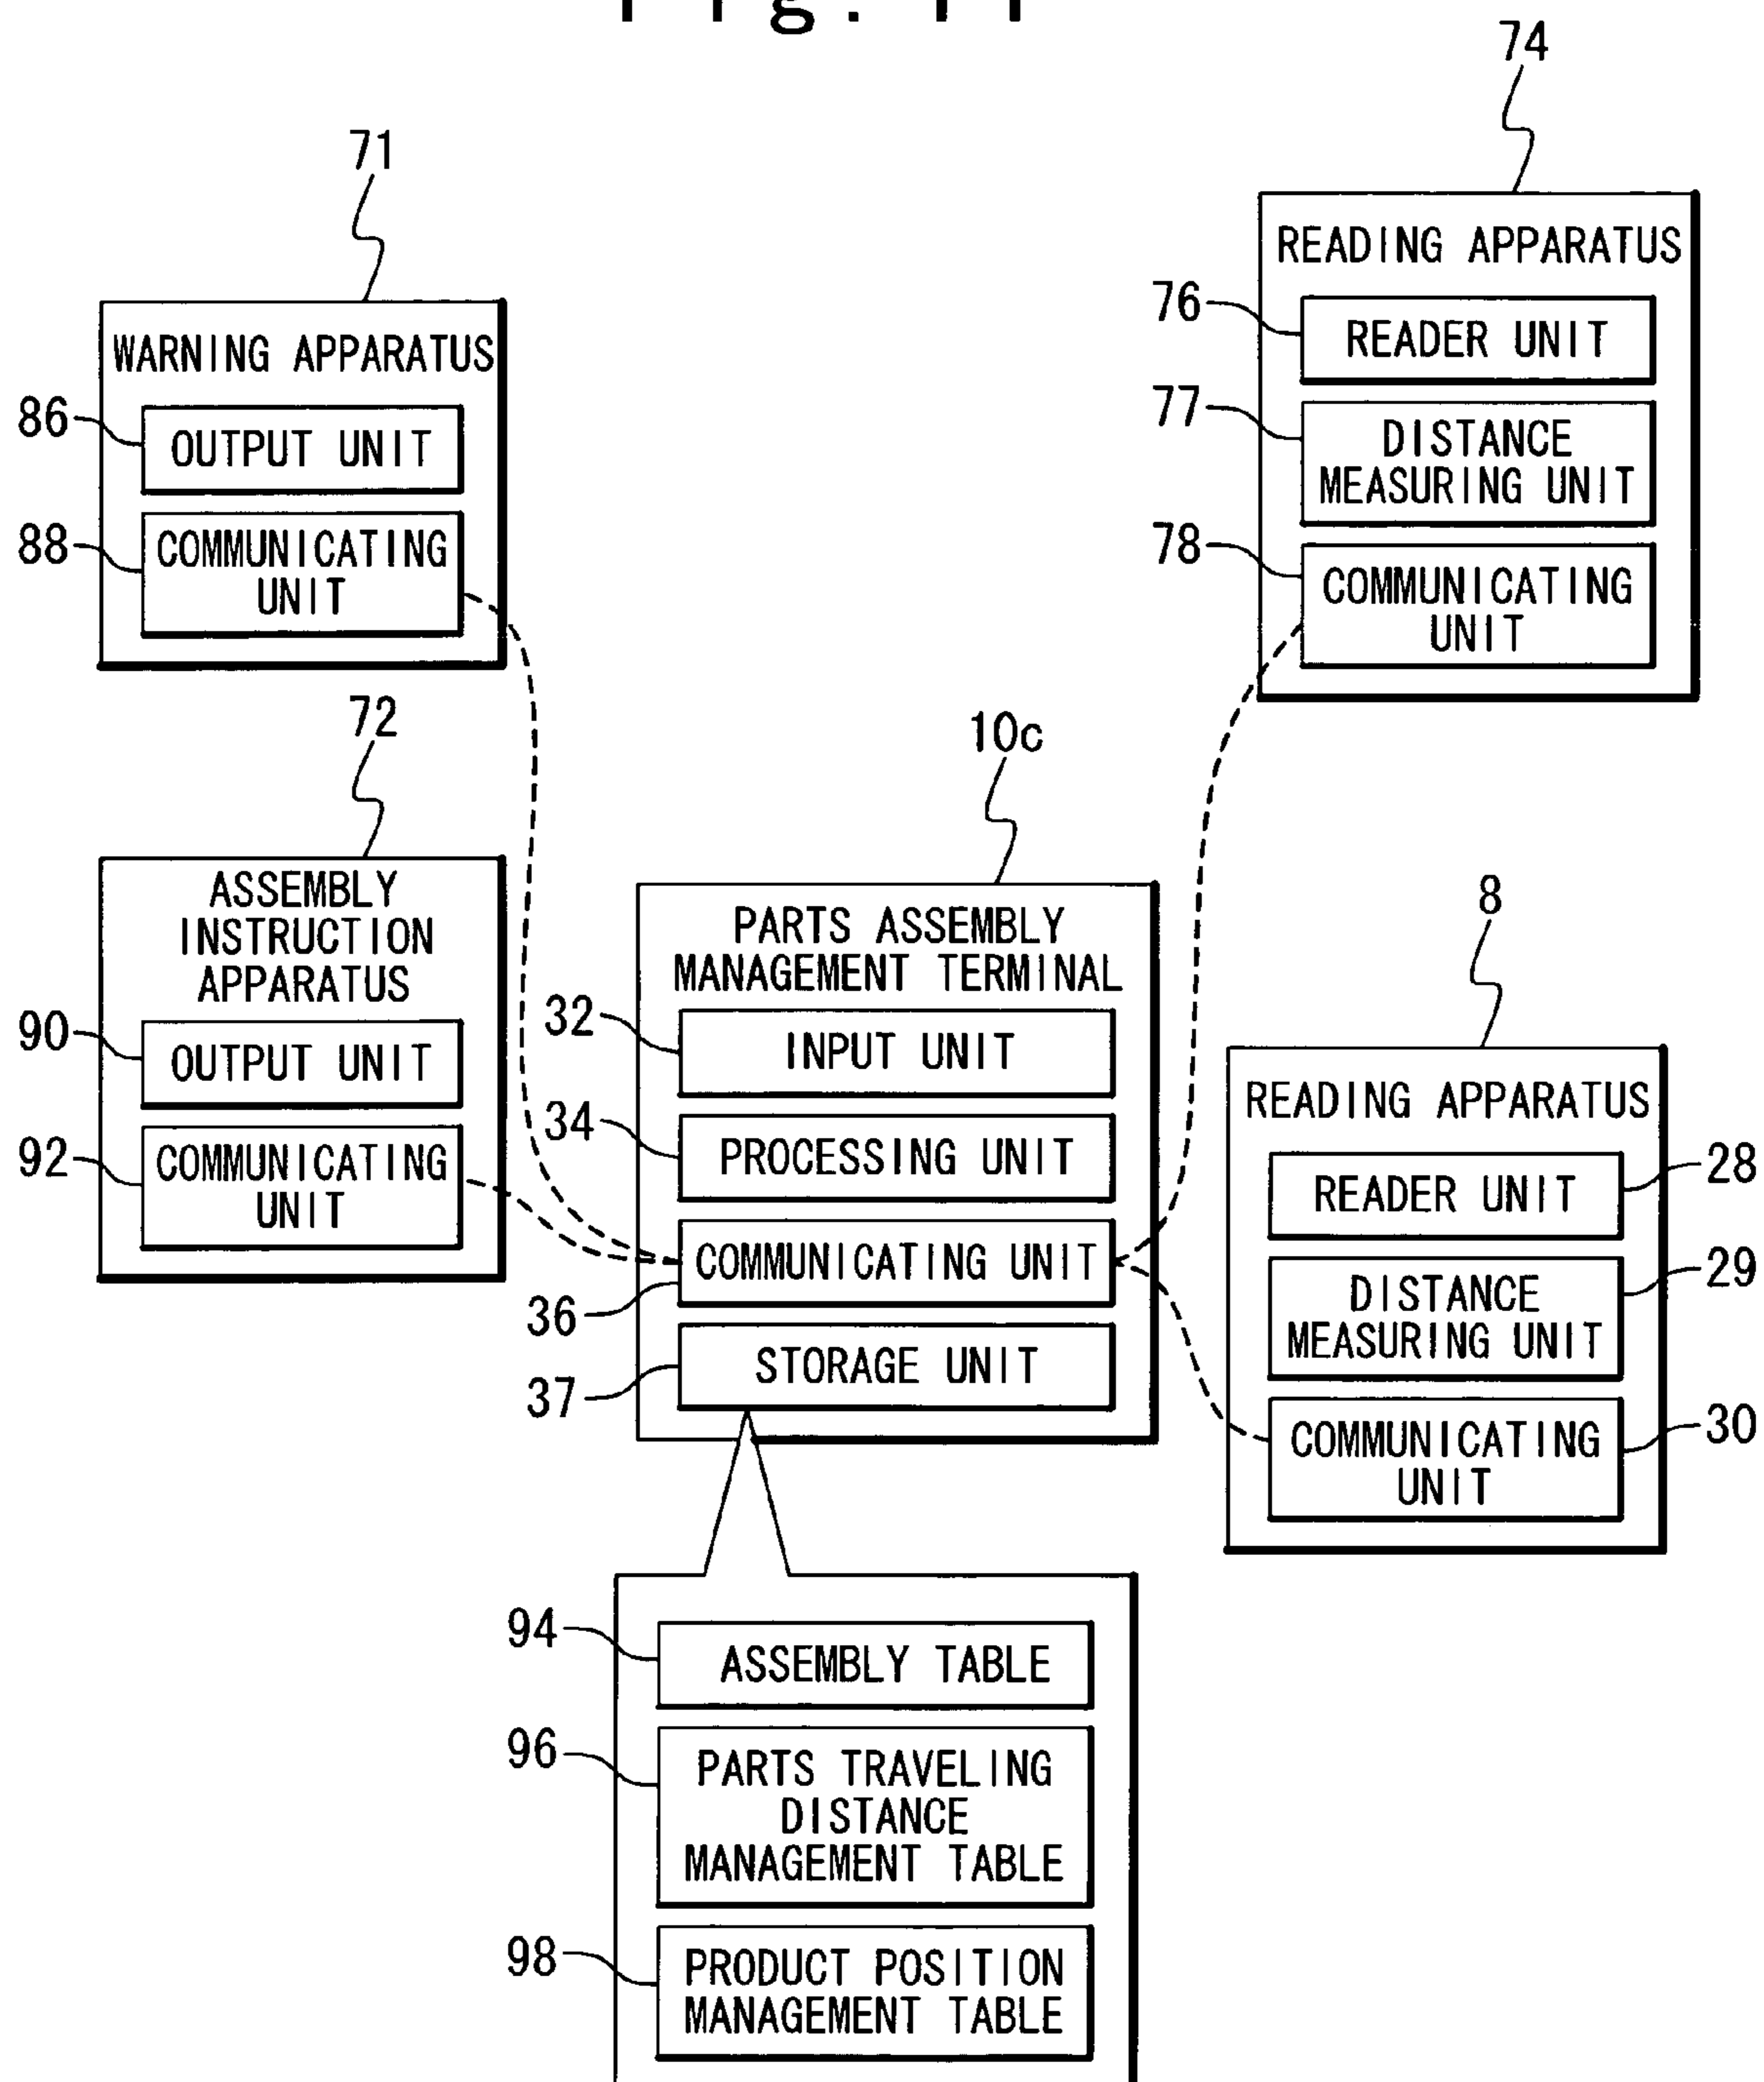 Fig. 11
74
71
READING APPARATUS
76
READER UNIT
WARNING APPARATUS
77
DISTANCE
MEASURING UNIT
86
OUTPUT UNIT
88
COMMUNICATING
UNIT
78
COMMUNICATING
UNIT
72
10c
ASSEMBLY
INSTRUCTION
APPARATUS
90
OUTPUT UNIT
92
COMMUNICATING
UNIT
PARTS ASSEMBLY
MANAGEMENT TERMINAL
32
INPUT UNIT
34
PROCESSING UNIT
COMMUNICATING UNIT
36
STORAGE UNIT
37
8
READING APPARATUS
READER UNIT
28
DISTANCE
MEASURING UNIT
29
COMMUNICATING
UNIT
30
94
ASSEMBLY TABLE
96
PARTS TRAVELING
DISTANCE
MANAGEMENT TABLE
98
PRODUCT POSITION
MANAGEMENT TABLE